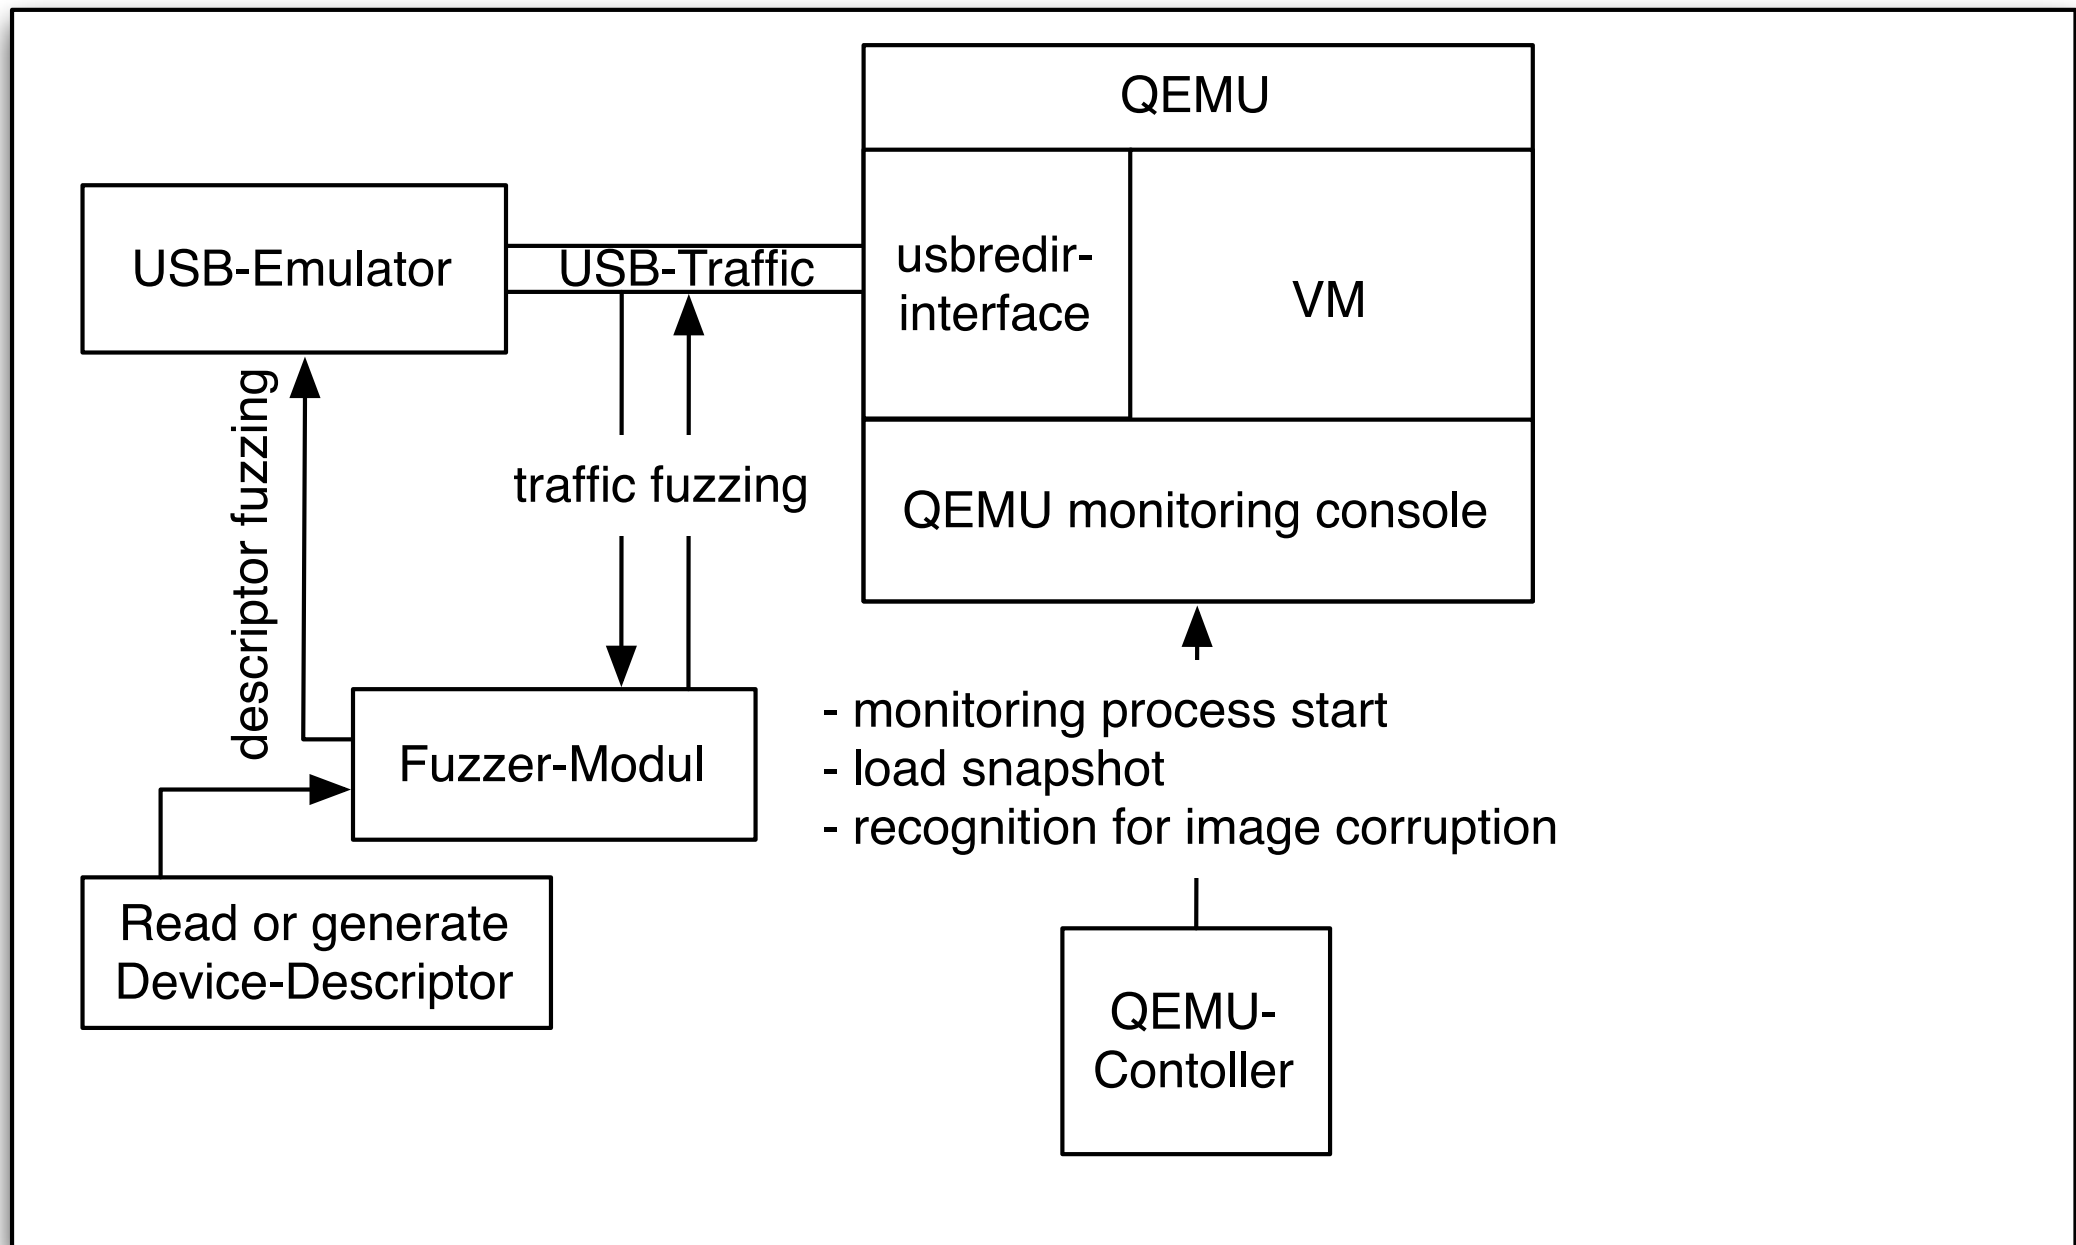 QEMU
USB-Emulator
USB-Traffic
usbredir-
interface
VM
descriptor fuzzing
traffic fuzzing
QEMU monitoring console
- monitoring process start
- load snapshot
- recognition for image corruption
Fuzzer-Modul
Read or generate
Device-Descriptor
QEMU-
Contoller